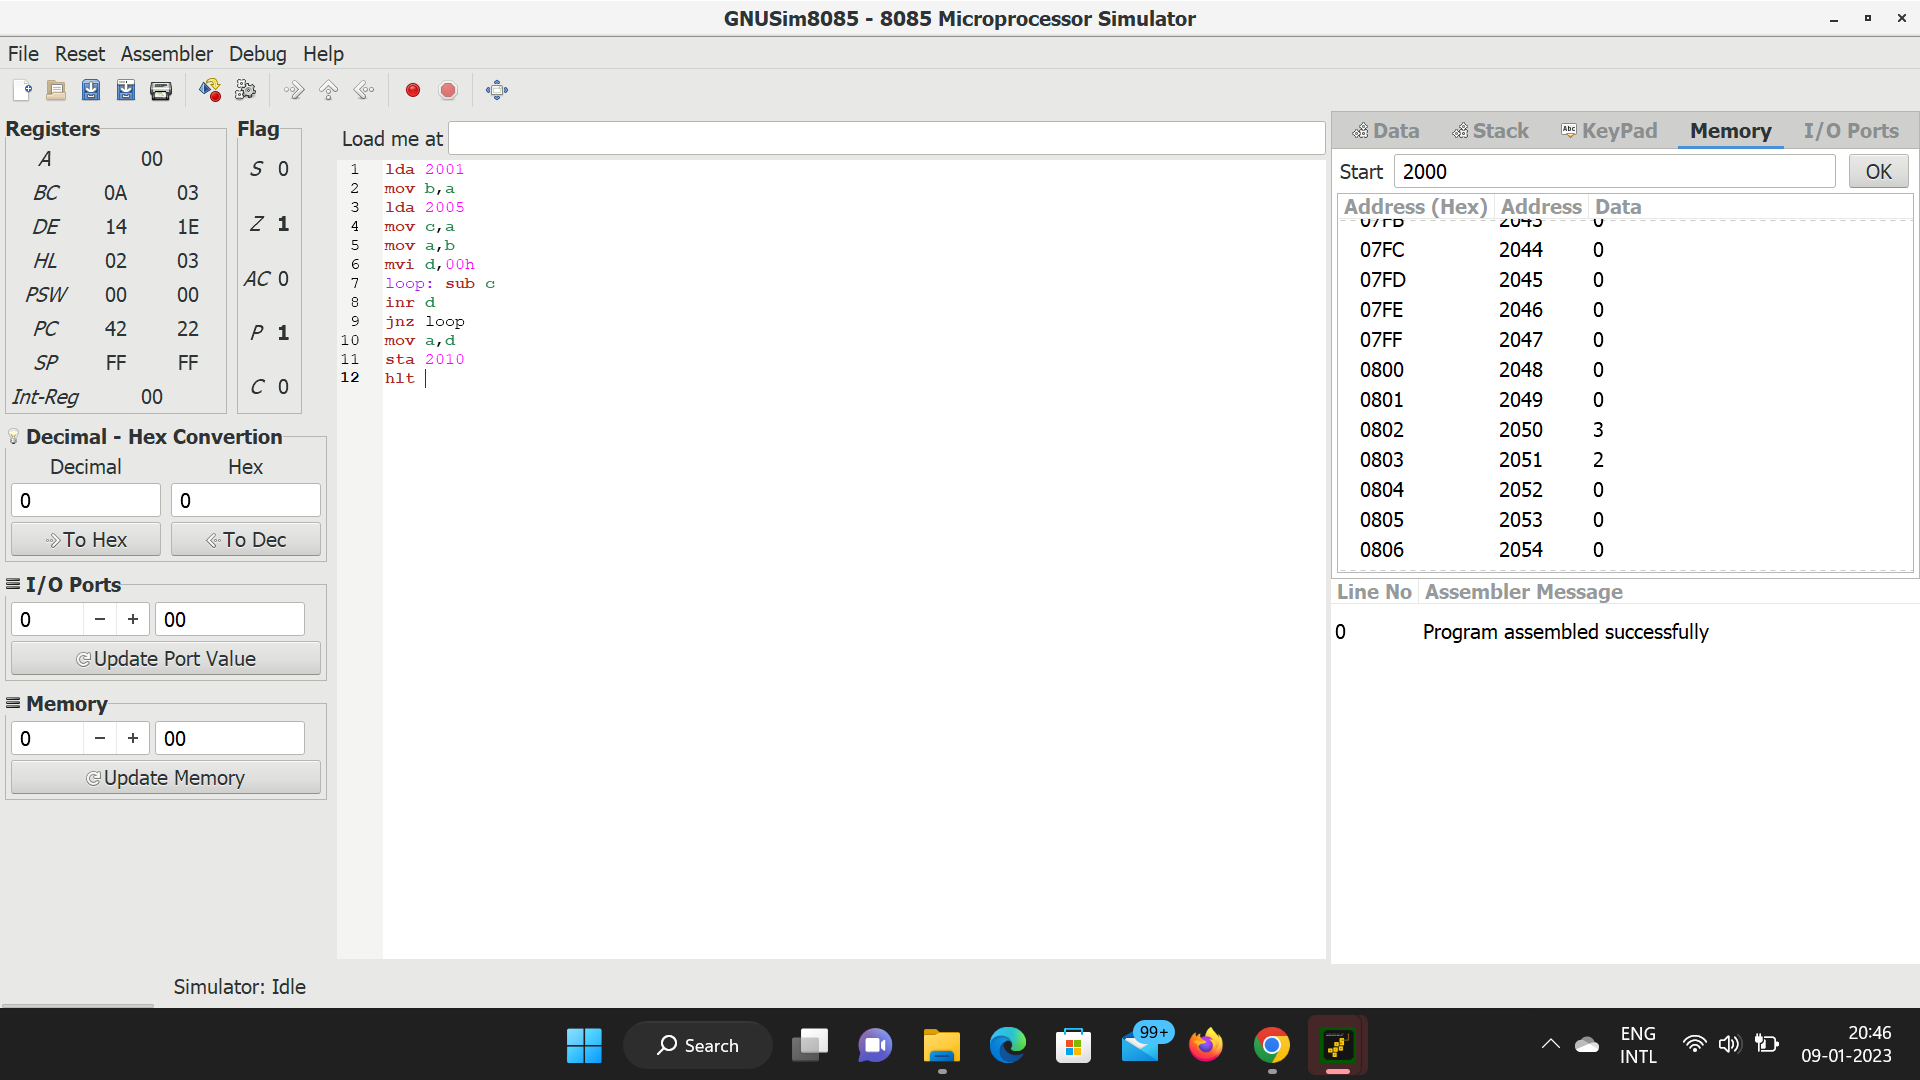 GNUSim8085 - 8085 Microprocessor Simulator
File Reset Assembler Debug Help
Registers
A 00
BC 0A 03
DE 14 1E
HL 02 03
PSW 00 00
PC 42 22
SP FF FF
Int-Reg 00
Flag
S 0
Z 1
AC 0
P 1
C 0
Decimal - Hex Convertion
Decimal Hex
0 0
To Hex To Dec
I/O Ports
0 − + 00
Update Port Value
Memory
0 − + 00
Update Memory
Simulator: Idle
Load me at
1 lda 2001
2 mov b,a
3 lda 2005
4 mov c,a
5 mov a,b
6 mvi d,00h
7 loop: sub c
8 inr d
9 jnz loop
10 mov a,d
11 sta 2010
12 hlt
Data Stack Abc KeyPad Memory I/O Ports
Start 2000 OK
Address (Hex) Address Data
07FB 2043 0
07FC 2044 0
07FD 2045 0
07FE 2046 0
07FF 2047 0
0800 2048 0
0801 2049 0
0802 2050 3
0803 2051 2
0804 2052 0
0805 2053 0
0806 2054 0
Line No Assembler Message
0 Program assembled successfully
Search
99+
ENG
INTL
20:46
09-01-2023